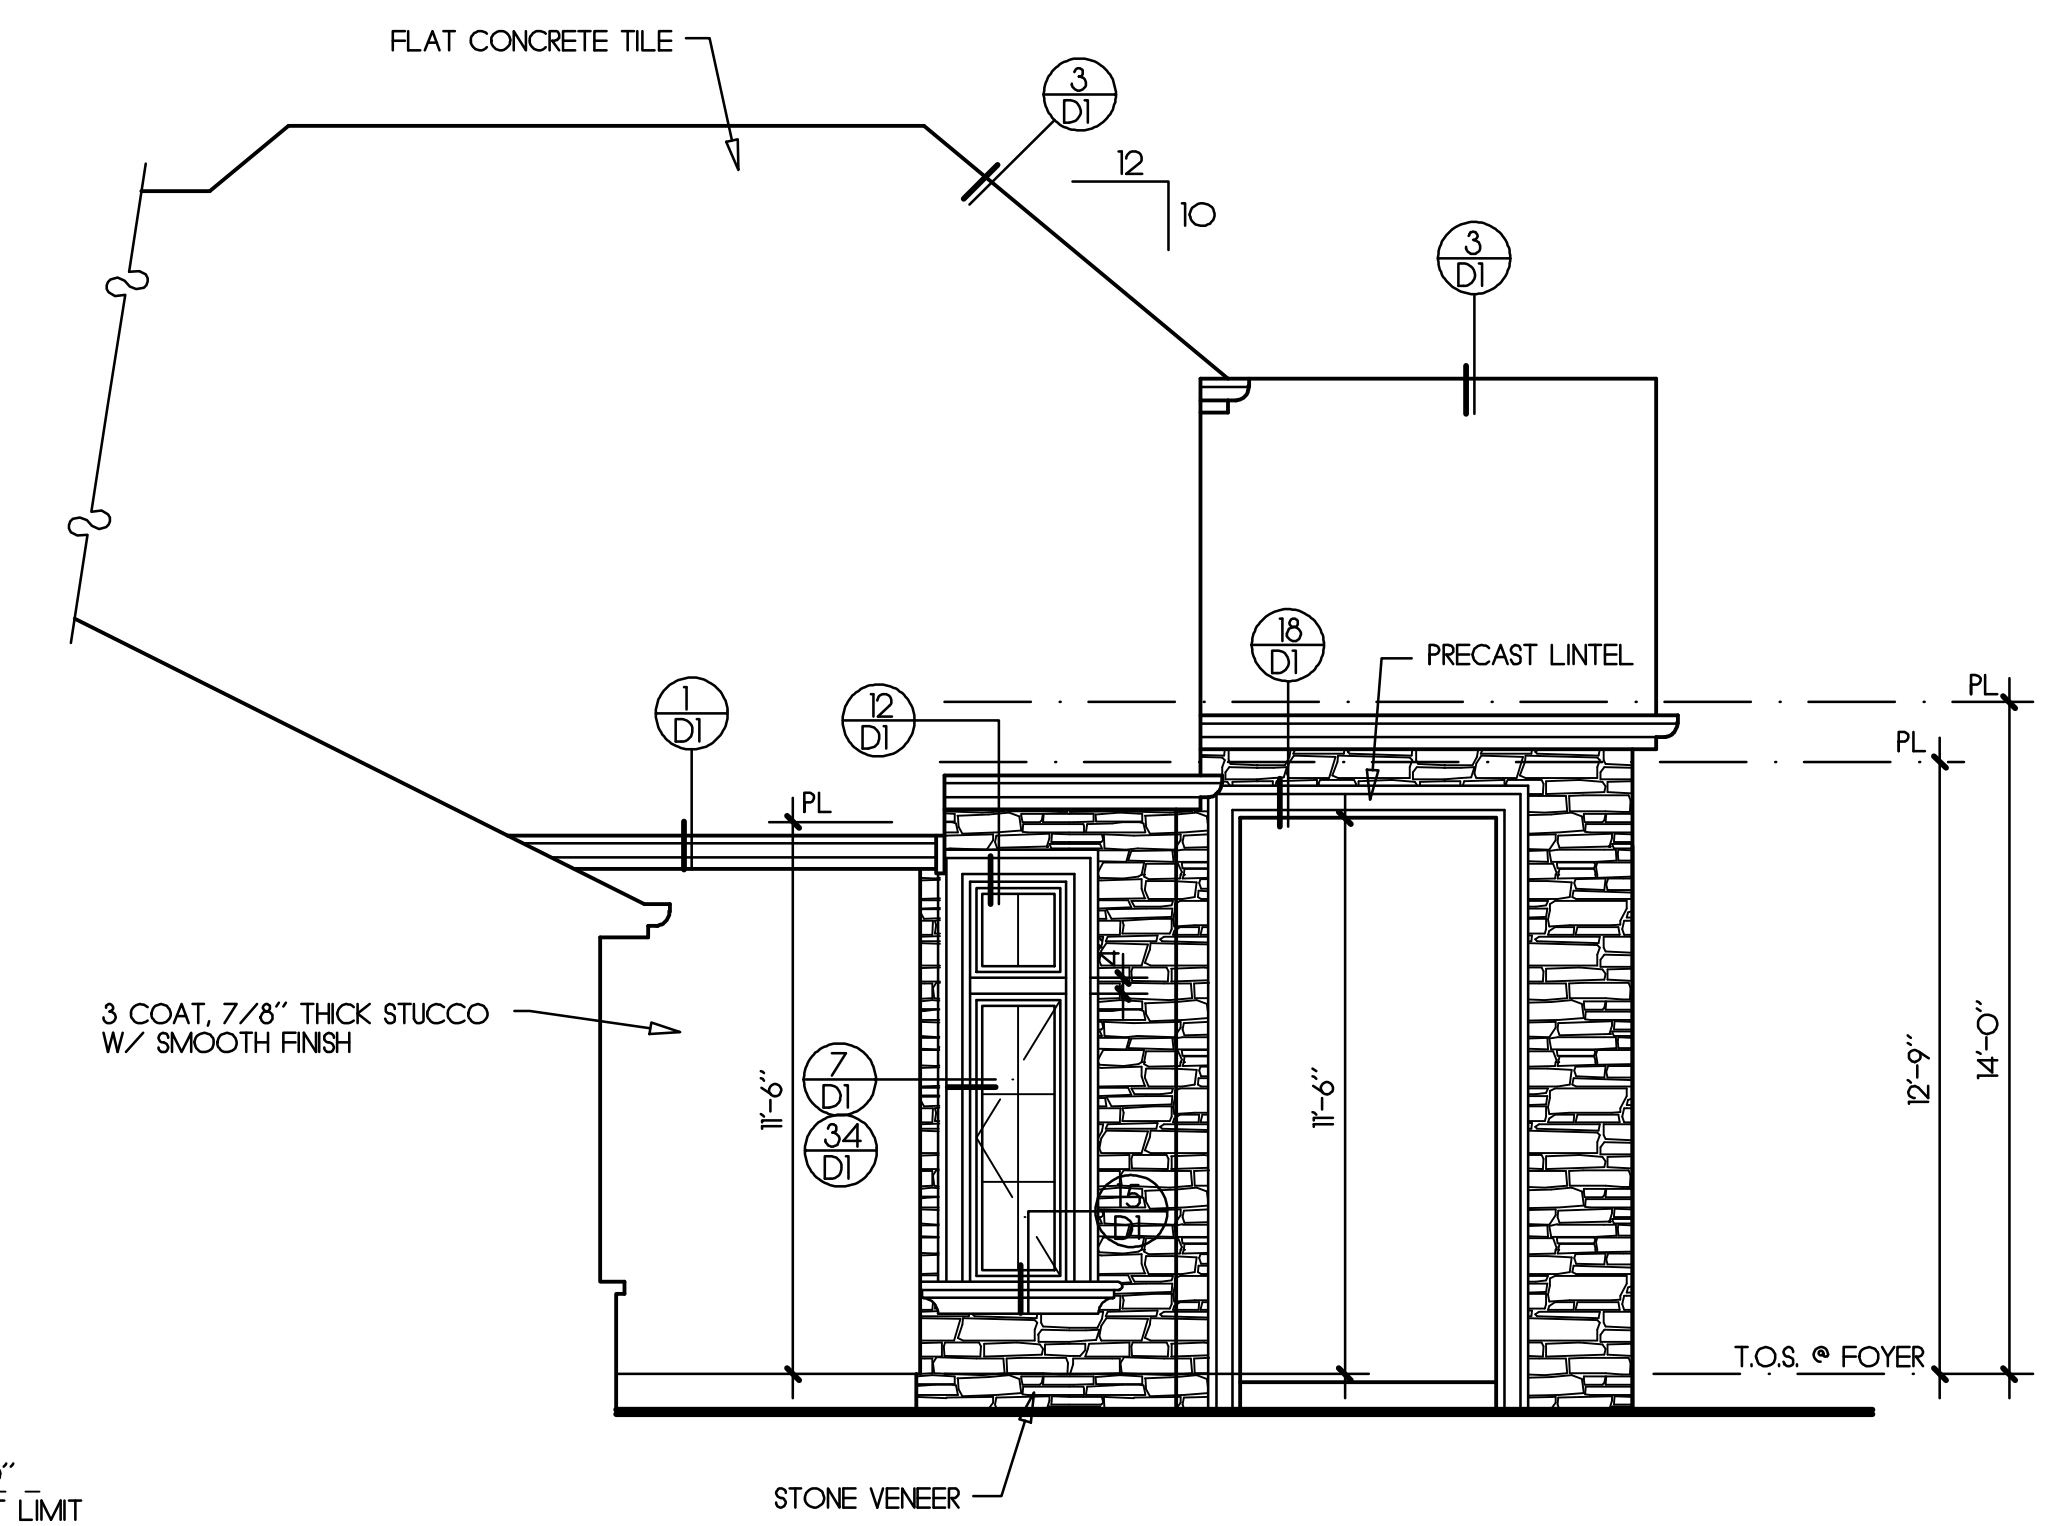 FLAT CONCRETE TILE
3
D1
12
10
3
D1
18
D1
PRECAST LINTEL
PL
1
D1
12
D1
PL
PL
4
3 COAT, 7/8" THICK STUCCO
W/ SMOOTH FINISH
7
D1
34
D1
11'-6"
11'-6"
12'-9"
14'-0"
15
D1
T.O.S. @ FOYER
STONE VENEER
LIMIT